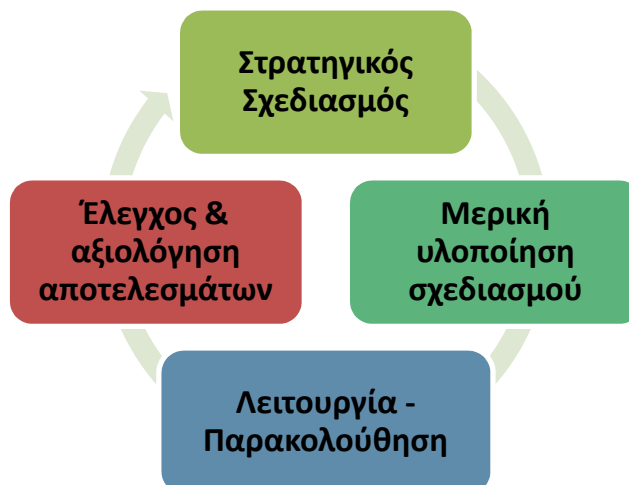 Στρατηγικός
Σχεδιασμός
Μερική
υλοποίηση
σχεδιασμού
Λειτουργία -
Παρακολούθηση
Έλεγχος &
αξιολόγηση
αποτελεσμάτων